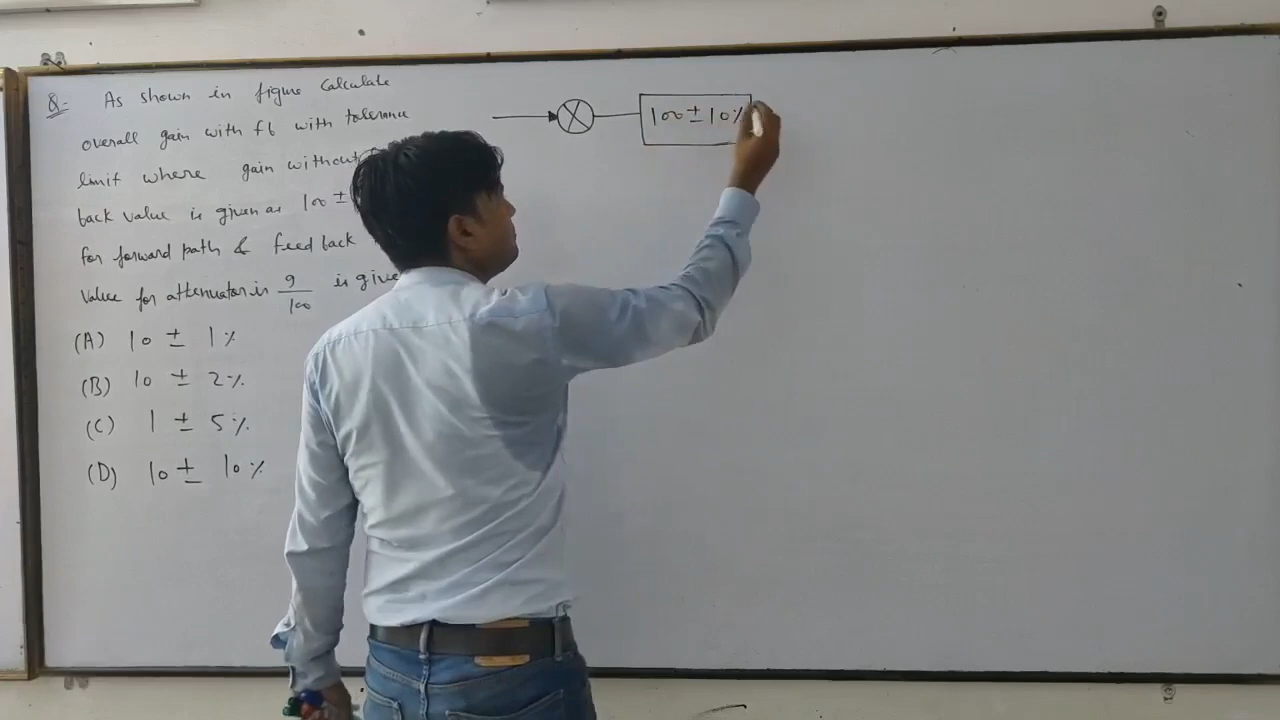 Q:- As shown in figure calculate
overall gain with fb with tolerance
limit where gain without
back value is given as 100 ±
for forward path & feed back
value for attenuator is 9/100 is give
(A) 10 ± 1%
(B) 10 ± 2%
(C) 1 ± 5%
(D) 10 ± 10%
100 ± 10%